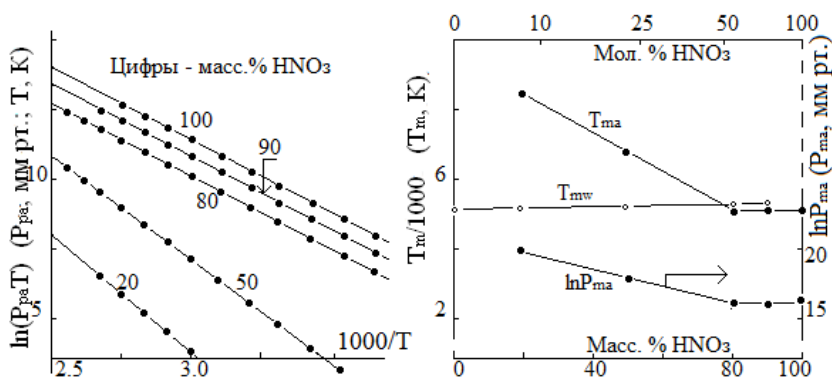 Цифры - масс.% HNO₃
100
90
80
50
20
10
5
ln(PpaT) (Ppa; мм рт.; T, К)
1000/T
2.5
3.0
0
10
25
50
100
Мол. % HNO₃
Tma
Tmw
lnPma
6
2
Tm/1000 (Tm, К).
20
15
lnPma (Pma, мм рт.)
Масс. % HNO₃
0
40
80
100